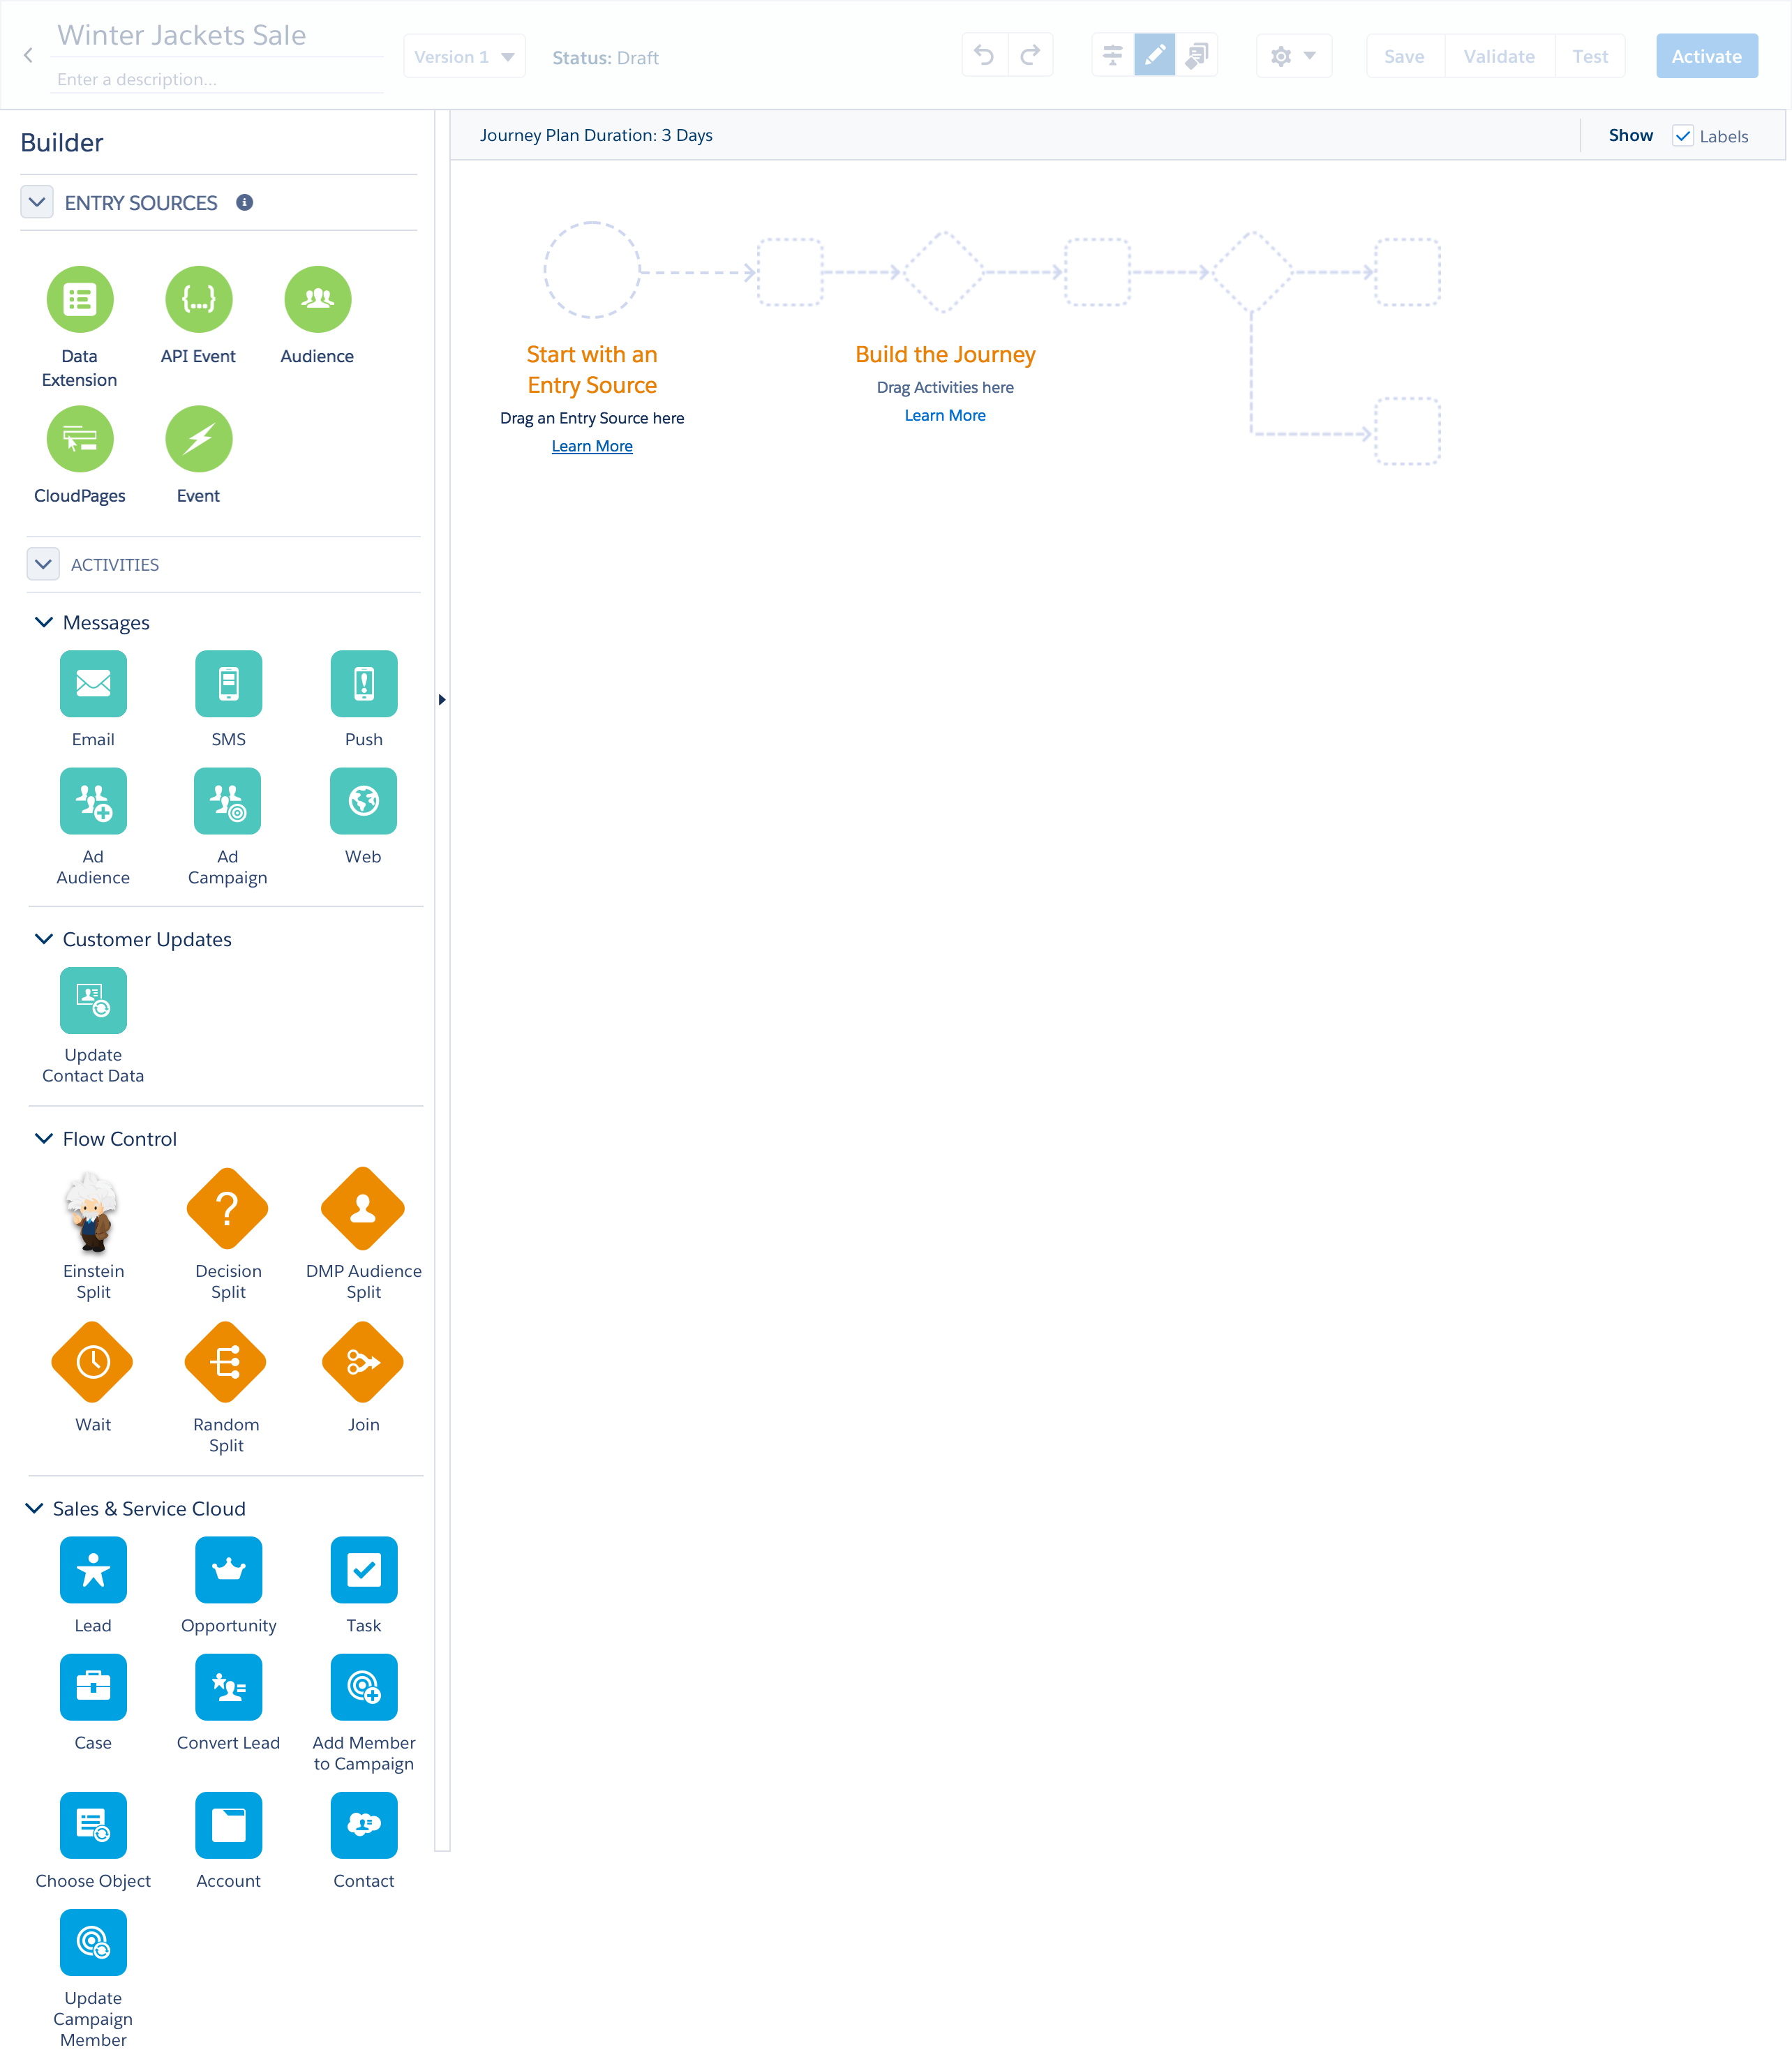 Winter Jackets Sale
Enter a description...
Version 1
Status: Draft
Save
Validate
Test
Activate
Builder
Journey Plan Duration: 3 Days
Show
Labels
ENTRY SOURCES
Data
Extension
API Event
Audience
CloudPages
Event
Start with an
Entry Source
Drag an Entry Source here
Learn More
Build the Journey
Drag Activities here
Learn More
ACTIVITIES
Messages
Email
SMS
Push
Ad
Audience
Ad
Campaign
Web
Customer Updates
Update
Contact Data
Flow Control
Einstein
Split
Decision
Split
DMP Audience
Split
Wait
Random
Split
Join
Sales & Service Cloud
Lead
Opportunity
Task
Case
Convert Lead
Add Member
to Campaign
Choose Object
Account
Contact
Update
Campaign
Member